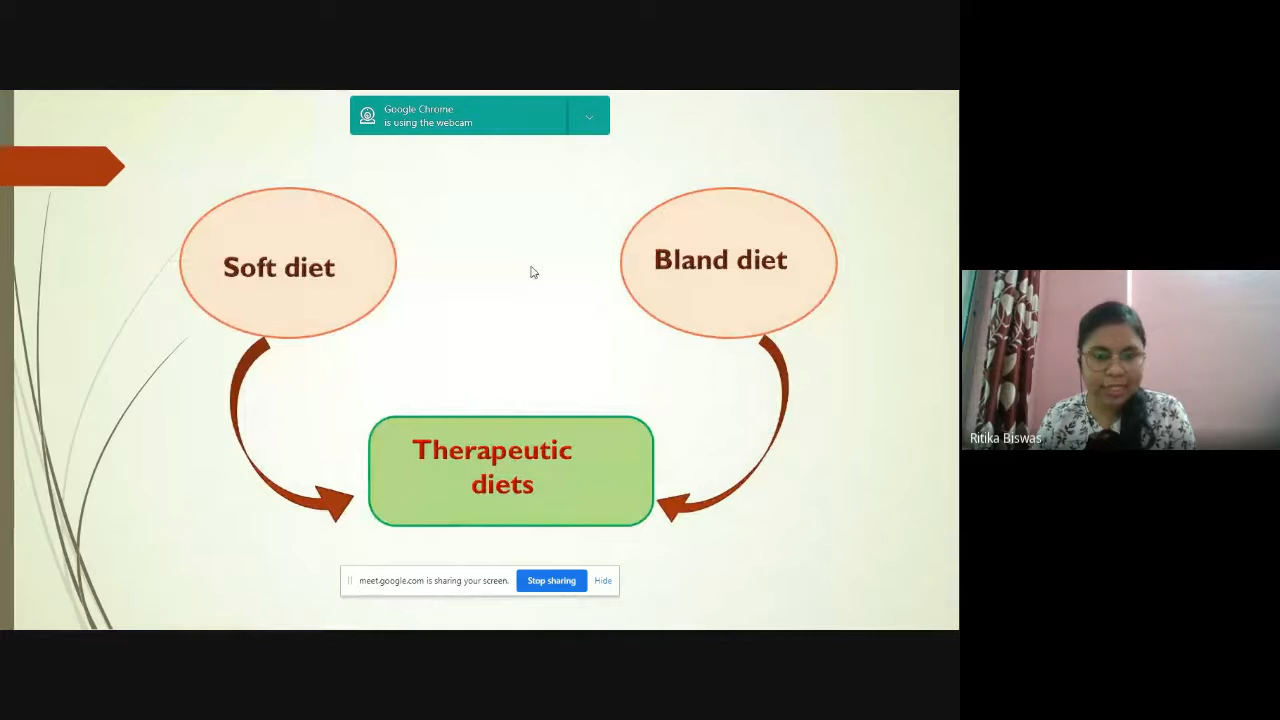 Google Chrome
is using the webcam
Soft diet
Bland diet
Therapeutic
diets
Ritika Biswas
meet.google.com is sharing your screen.
Stop sharing
Hide